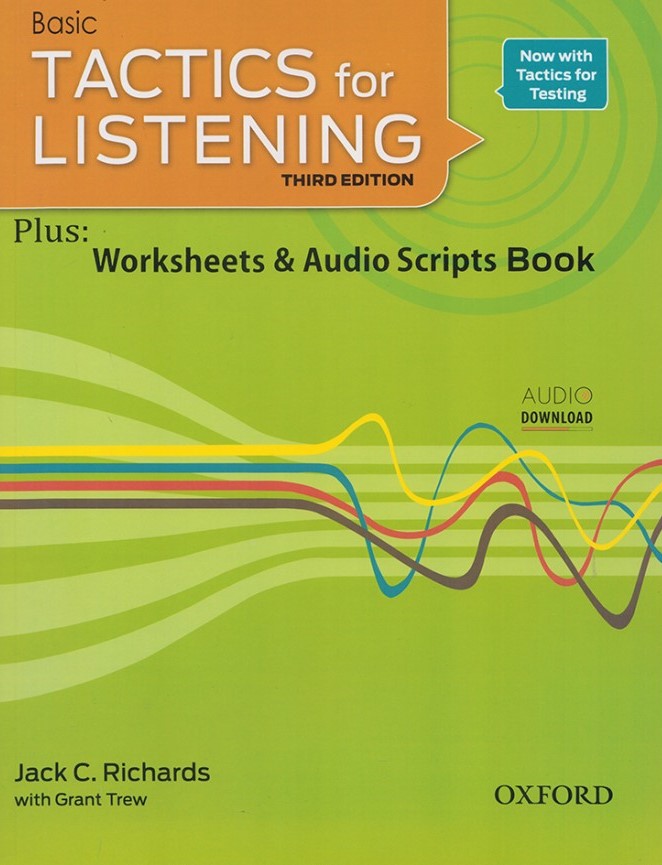 Basic
TACTICS for
LISTENING
THIRD EDITION
Now with
Tactics for
Testing
Plus:
Worksheets & Audio Scripts Book
AUDIO
DOWNLOAD
Jack C. Richards
with Grant Trew
OXFORD